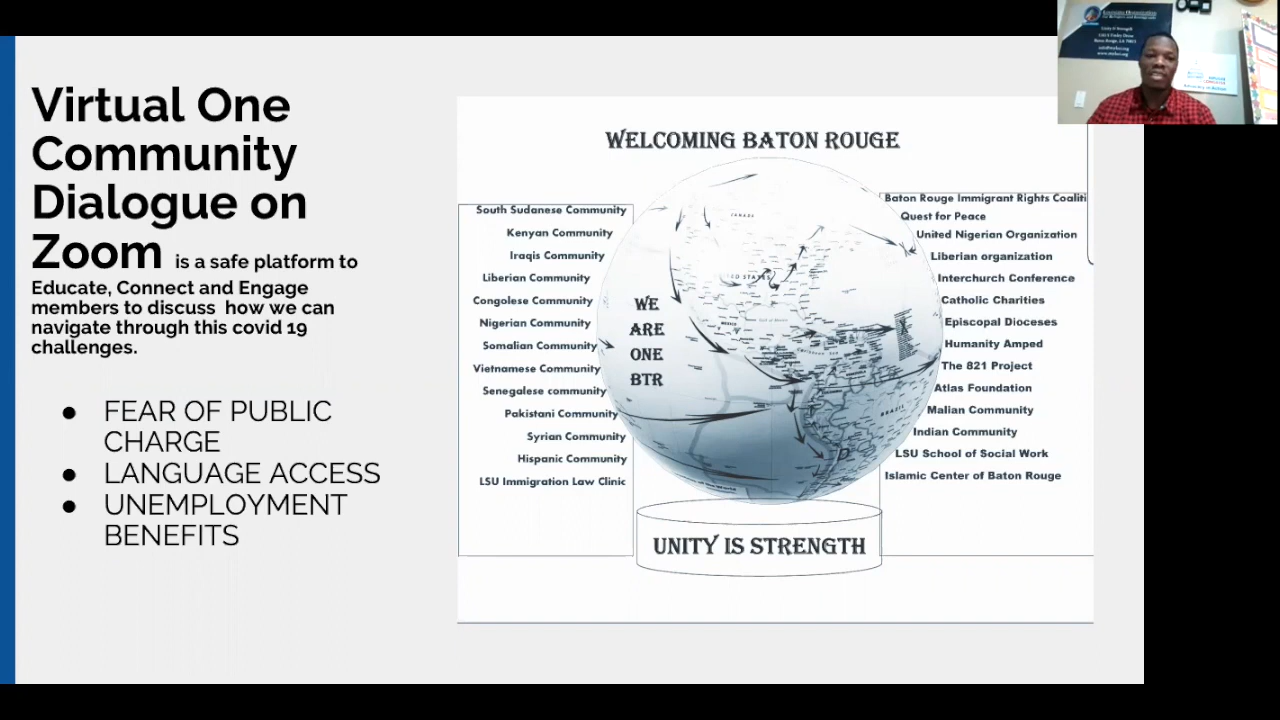 Virtual One
Community
Dialogue on
Zoom is a safe platform to
Educate, Connect and Engage
members to discuss how we can
navigate through this covid 19
challenges.
● FEAR OF PUBLIC
CHARGE
● LANGUAGE ACCESS
● UNEMPLOYMENT
BENEFITS
WELCOMING BATON ROUGE
South Sudanese Community
Kenyan Community
Iraqis Community
Liberian Community
Congolese Community
Nigerian Community
Somalian Community
Vietnamese Community
Senegalese community
Pakistani Community
Syrian Community
Hispanic Community
LSU Immigration Law Clinic
WE
ARE
ONE
BTR
CANADA
MEXICO
BRAZIL
Baton Rouge Immigrant Rights Coaliti
Quest for Peace
United Nigerian Organization
Liberian organization
Interchurch Conference
Catholic Charities
Episcopal Dioceses
Humanity Amped
The 821 Project
Atlas Foundation
Malian Community
Indian Community
LSU School of Social Work
Islamic Center of Baton Rouge
UNITY IS STRENGTH